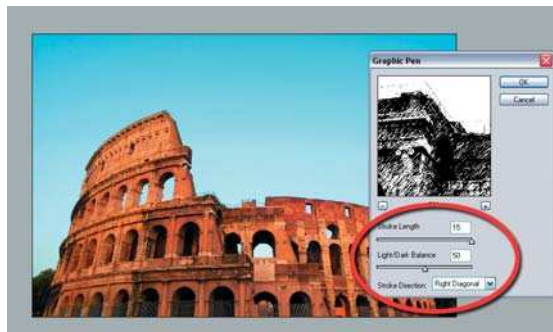 Graphic Pen
OK
Cancel
Stroke Length 15
Light/Dark Balance 50
Stroke Direction: Right Diagonal